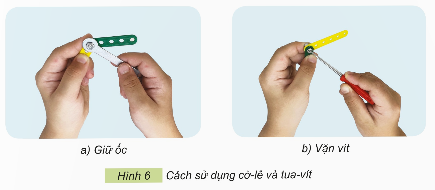 a) Giữ ốc
b) Vặn vít
Hình 6 Cách sử dụng cờ-lê và tua-vít